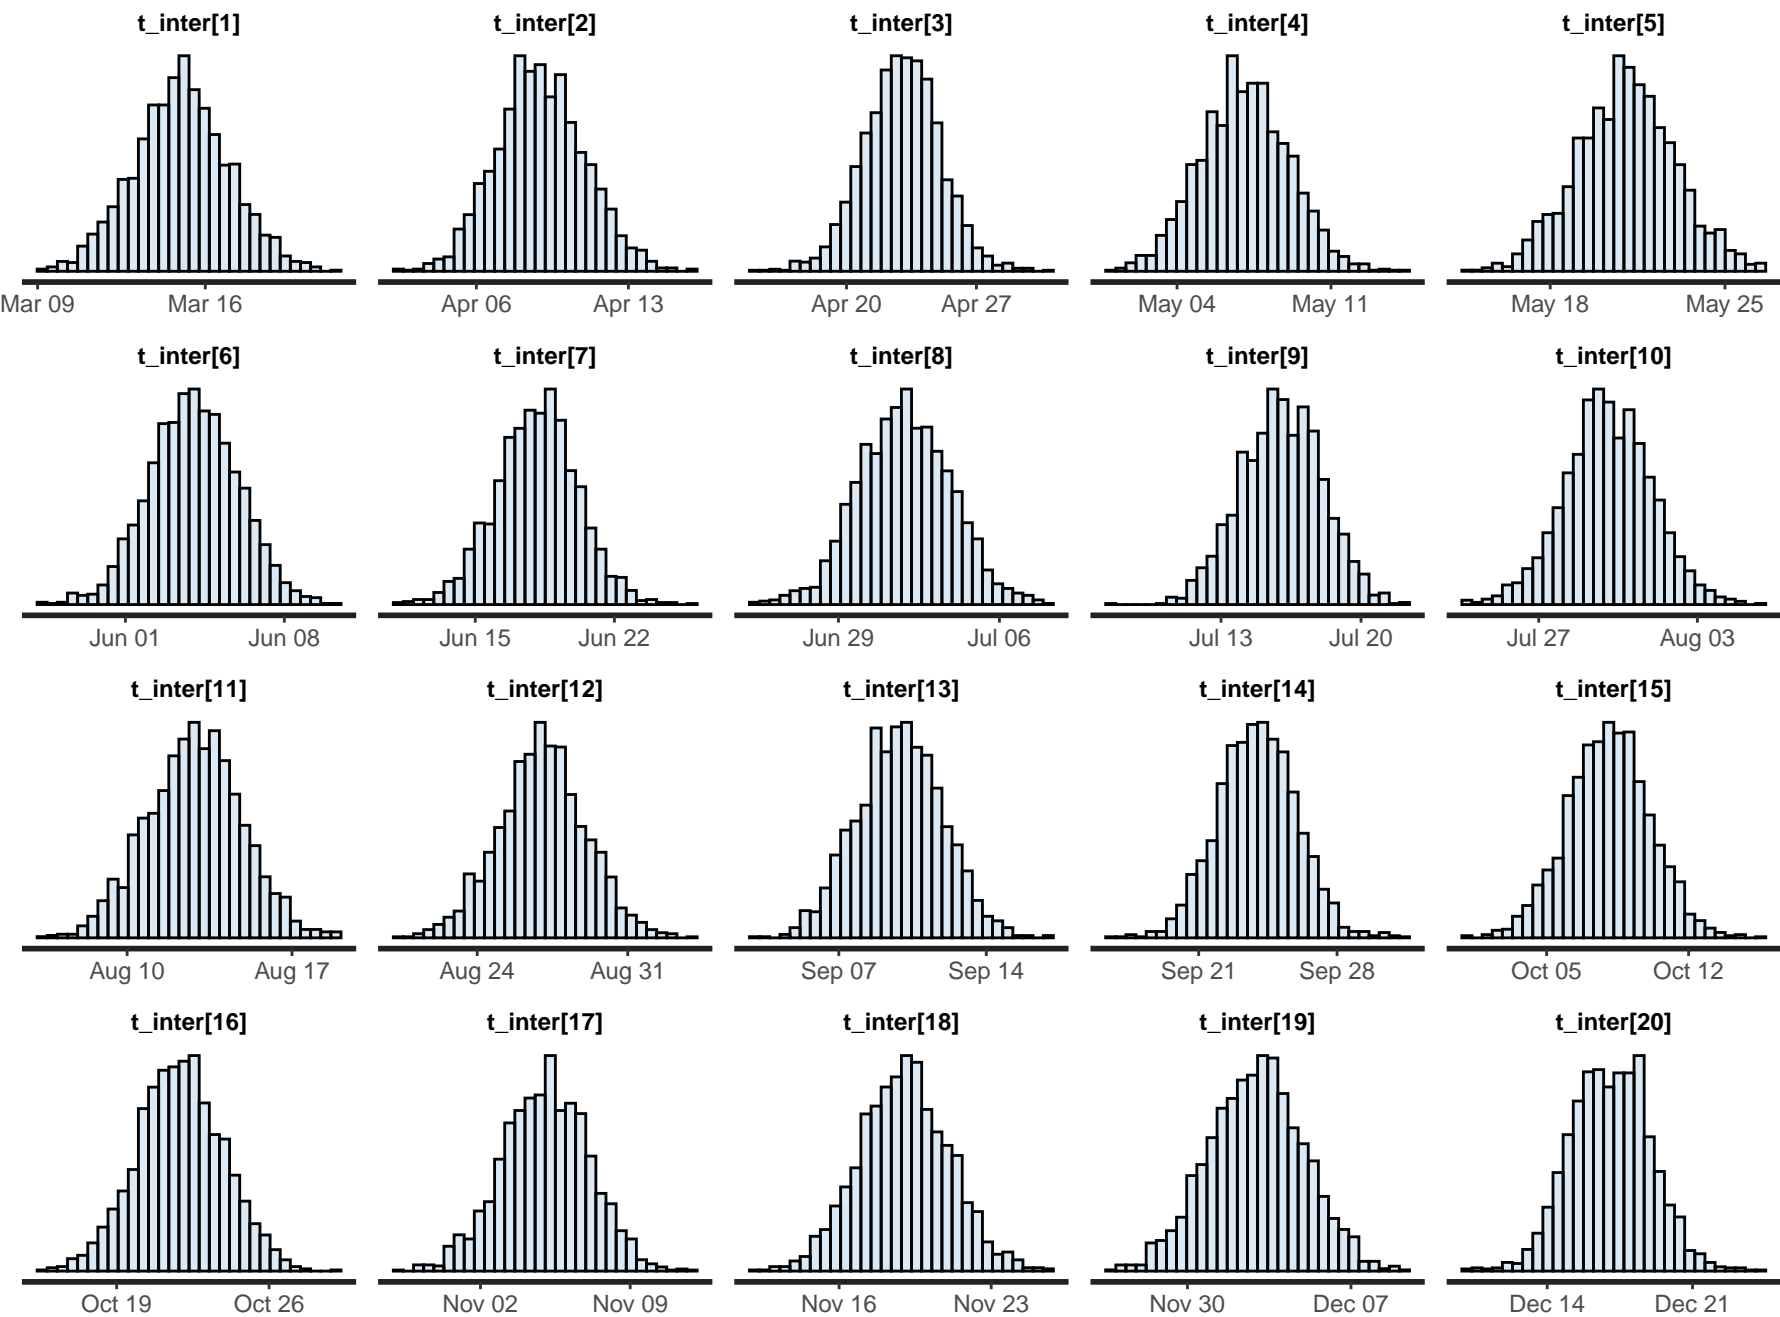 t_inter[1] t_inter[2] t_inter[3] t_inter[4] t_inter[5]
Mar 09 Mar 16 Apr 06 Apr 13 Apr 20 Apr 27 May 04 May 11 May 18 May 25
t_inter[6] t_inter[7] t_inter[8] t_inter[9] t_inter[10]
Jun 01 Jun 08 Jun 15 Jun 22 Jun 29 Jul 06 Jul 13 Jul 20 Jul 27 Aug 03
t_inter[11] t_inter[12] t_inter[13] t_inter[14] t_inter[15]
Aug 10 Aug 17 Aug 24 Aug 31 Sep 07 Sep 14 Sep 21 Sep 28 Oct 05 Oct 12
t_inter[16] t_inter[17] t_inter[18] t_inter[19] t_inter[20]
Oct 19 Oct 26 Nov 02 Nov 09 Nov 16 Nov 23 Nov 30 Dec 07 Dec 14 Dec 21